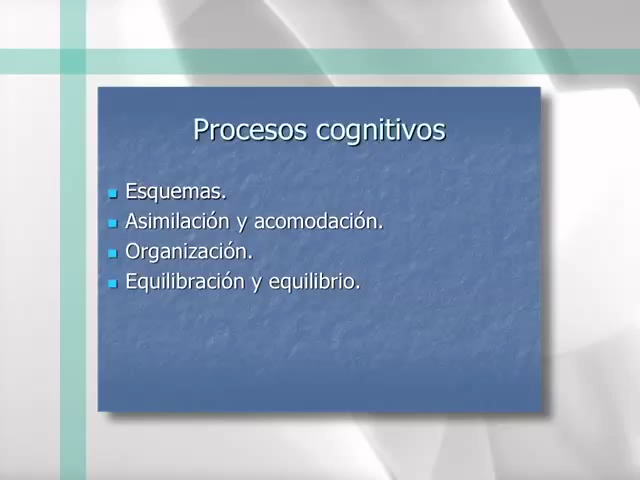 Procesos cognitivos
Esquemas.
Asimilación y acomodación.
Organización.
Equilibración y equilibrio.